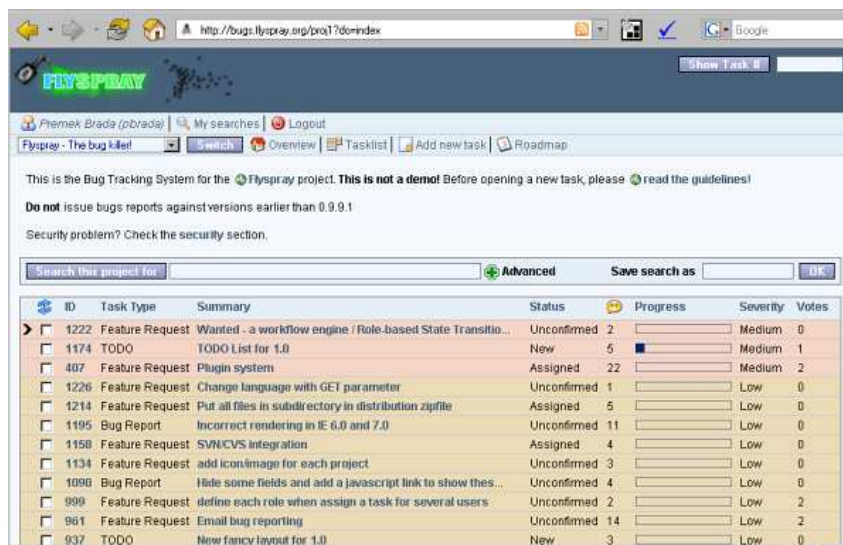 http://bugs.flyspray.org/proj1?do=index
G Google
Show Task #
FLYSPRAY
Premek Brada (pbrada) My searches Logout
Flyspray - The bug killer! Switch Overview Tasklist Add new task Roadmap
This is the Bug Tracking System for the Flyspray project. This is not a demo! Before opening a new task, please read the guidelines!
Do not issue bugs reports against versions earlier than 0.9.9.1
Security problem? Check the security section.
Search this project for Advanced Save search as OK
ID Task Type Summary Status Progress Severity Votes
1222 Feature Request Wanted - a workflow engine / Role-based State Transitio... Unconfirmed 2 Medium 0
1174 TODO TODO List for 1.0 New 5 Medium 1
407 Feature Request Plugin system Assigned 22 Medium 2
1226 Feature Request Change language with GET parameter Unconfirmed 1 Low 0
1214 Feature Request Put all files in subdirectory in distribution zipfile Assigned 5 Low 0
1195 Bug Report Incorrect rendering in IE 6.0 and 7.0 Unconfirmed 11 Low 0
1158 Feature Request SVN/CVS integration Assigned 4 Low 0
1134 Feature Request add icon/image for each project Unconfirmed 3 Low 0
1090 Bug Report Hide some fields and add a javascript link to show thes... Unconfirmed 4 Low 0
999 Feature Request define each role when assign a task for several users Unconfirmed 2 Low 2
961 Feature Request Email bug reporting Unconfirmed 14 Low 2
937 TODO New fancy layout for 1.0 New 3 Low 0